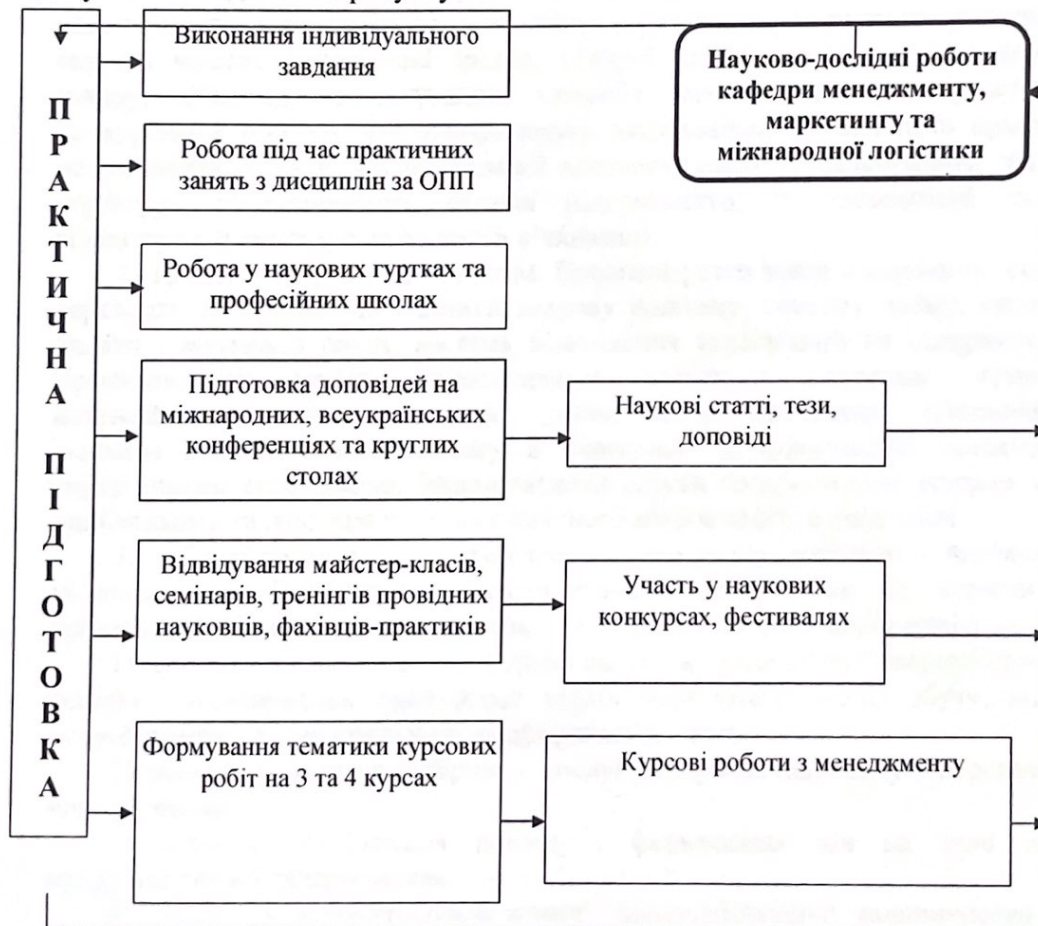 ПРАКТИЧНА ПІДГОТОВКА
Виконання індивідуального
завдання
Науково-дослідні роботи
кафедри менеджменту,
маркетингу та
міжнародної логістики
Робота під час практичних
занять з дисциплін за ОПП
Робота у наукових гуртках та
професійних школах
Підготовка доповідей на
міжнародних, всеукраїнських
конференціях та круглих
столах
Наукові статті, тези,
доповіді
Відвідування майстер-класів,
семінарів, тренінгів провідних
науковців, фахівців-практиків
Участь у наукових
конкурсах, фестивалях
Формування тематики курсових
робіт на 3 та 4 курсах
Курсові роботи з менеджменту